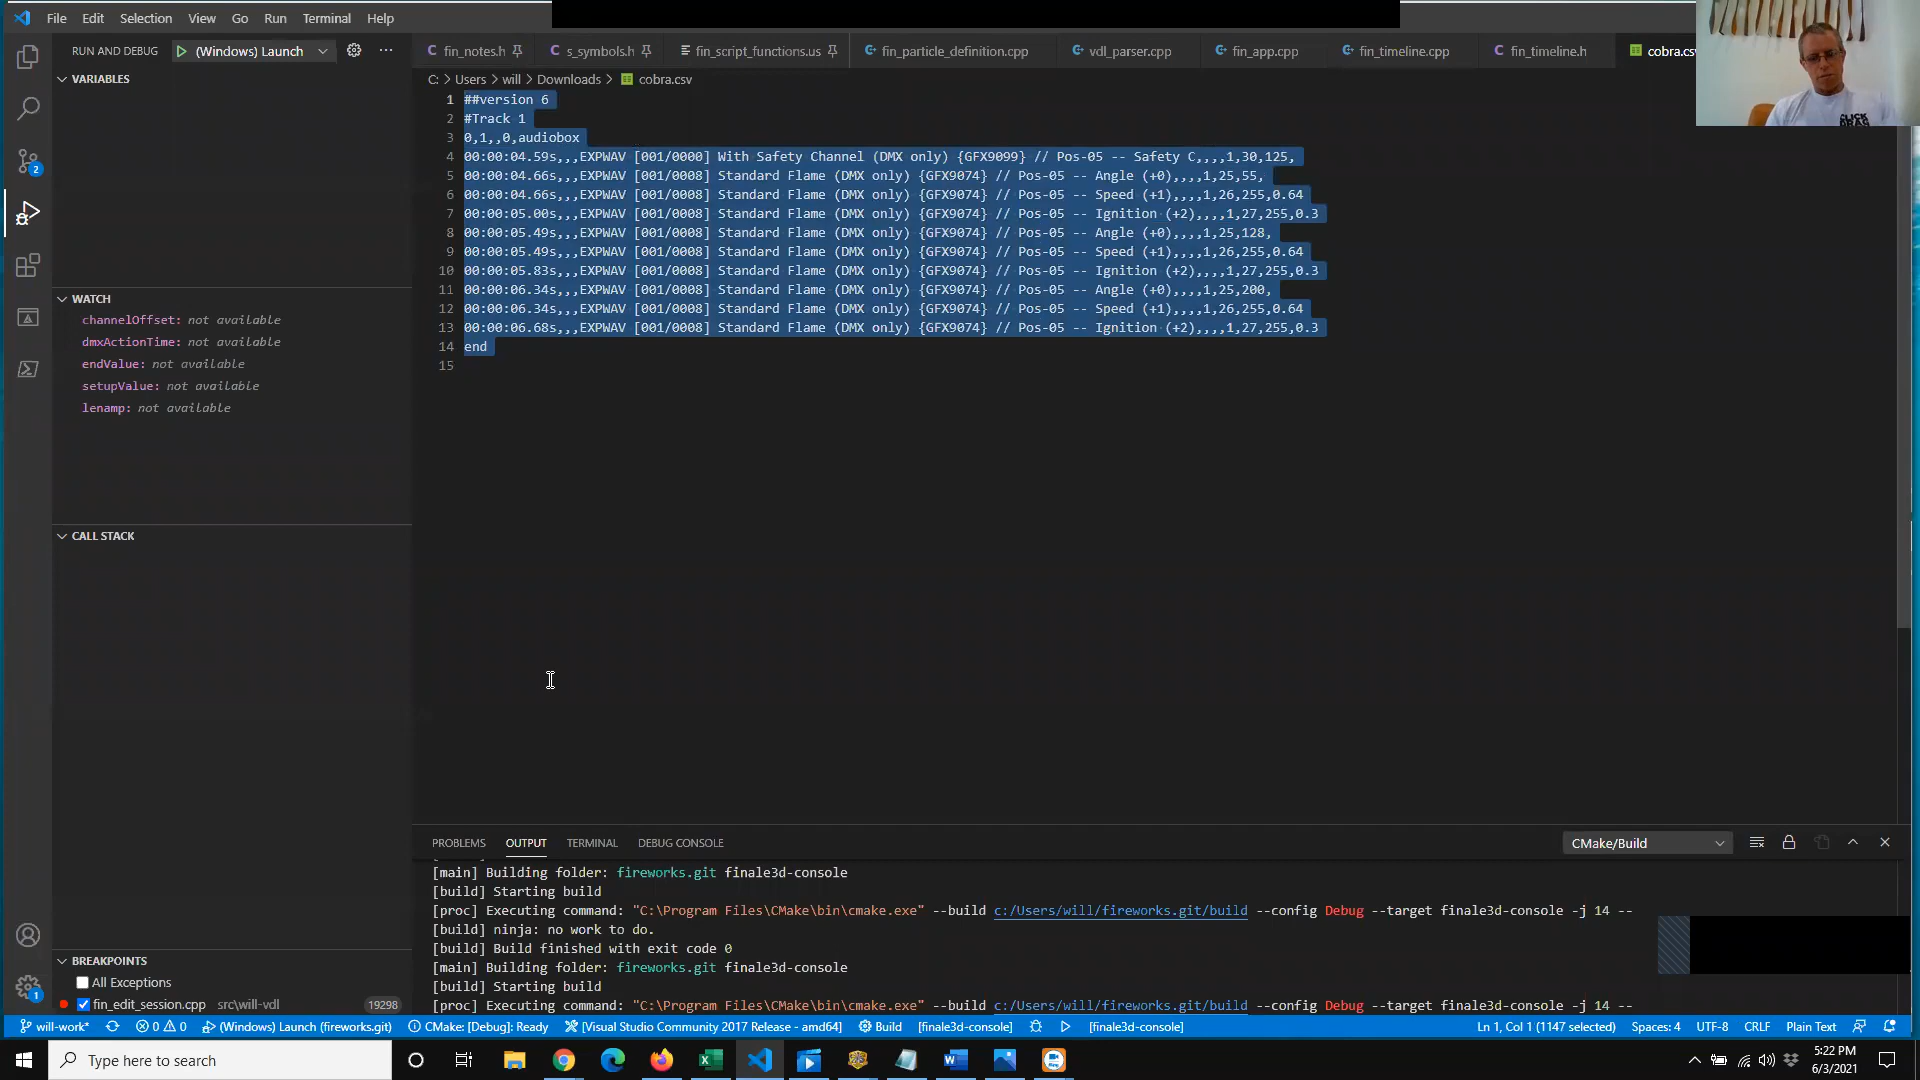 File Edit Selection View Go Run Terminal Help
RUN AND DEBUG (Windows) Launch
fin_notes.h s_symbols.h fin_script_functions.us fin_particle_definition.cpp vdl_parser.cpp fin_app.cpp fin_timeline.cpp fin_timeline.h cobra.csv
C: > Users > will > Downloads > cobra.csv
VARIABLES
WATCH
channelOffset: not available
dmxActionTime: not available
endValue: not available
setupValue: not available
lenamp: not available
CALL STACK
BREAKPOINTS
All Exceptions
fin_edit_session.cpp src\will-vdl 19298
1 ##version 6
2 #Track 1
3 0,1,,0,audiobox
4 00:00:04.59s,,,EXPWAV [001/0000] With Safety Channel (DMX only) {GFX9099} // Pos-05 -- Safety C,,,,1,30,125,
5 00:00:04.66s,,,EXPWAV [001/0008] Standard Flame (DMX only) {GFX9074} // Pos-05 -- Angle (+0),,,,1,25,55,
6 00:00:04.66s,,,EXPWAV [001/0008] Standard Flame (DMX only) {GFX9074} // Pos-05 -- Speed (+1),,,,1,26,255,0.64
7 00:00:05.00s,,,EXPWAV [001/0008] Standard Flame (DMX only) {GFX9074} // Pos-05 -- Ignition (+2),,,,1,27,255,0.3
8 00:00:05.49s,,,EXPWAV [001/0008] Standard Flame (DMX only) {GFX9074} // Pos-05 -- Angle (+0),,,,1,25,128,
9 00:00:05.49s,,,EXPWAV [001/0008] Standard Flame (DMX only) {GFX9074} // Pos-05 -- Speed (+1),,,,1,26,255,0.64
10 00:00:05.83s,,,EXPWAV [001/0008] Standard Flame (DMX only) {GFX9074} // Pos-05 -- Ignition (+2),,,,1,27,255,0.3
11 00:00:06.34s,,,EXPWAV [001/0008] Standard Flame (DMX only) {GFX9074} // Pos-05 -- Angle (+0),,,,1,25,200,
12 00:00:06.34s,,,EXPWAV [001/0008] Standard Flame (DMX only) {GFX9074} // Pos-05 -- Speed (+1),,,,1,26,255,0.64
13 00:00:06.68s,,,EXPWAV [001/0008] Standard Flame (DMX only) {GFX9074} // Pos-05 -- Ignition (+2),,,,1,27,255,0.3
14 end
15
CLICK
DRAG
PROBLEMS OUTPUT TERMINAL DEBUG CONSOLE CMake/Build
[main] Building folder: fireworks.git finale3d-console
[build] Starting build
[proc] Executing command: "C:\Program Files\CMake\bin\cmake.exe" --build c:/Users/will/fireworks.git/build --config Debug --target finale3d-console -j 14 --
[build] ninja: no work to do.
[build] Build finished with exit code 0
[main] Building folder: fireworks.git finale3d-console
[build] Starting build
[proc] Executing command: "C:\Program Files\CMake\bin\cmake.exe" --build c:/Users/will/fireworks.git/build --config Debug --target finale3d-console -j 14 --
will-work* 0 0 (Windows) Launch (fireworks.git) CMake: [Debug]: Ready [Visual Studio Community 2017 Release - amd64] Build [finale3d-console] [finale3d-console] Ln 1, Col 1 (1147 selected) Spaces: 4 UTF-8 CRLF Plain Text
Type here to search
5:22 PM
6/3/2021